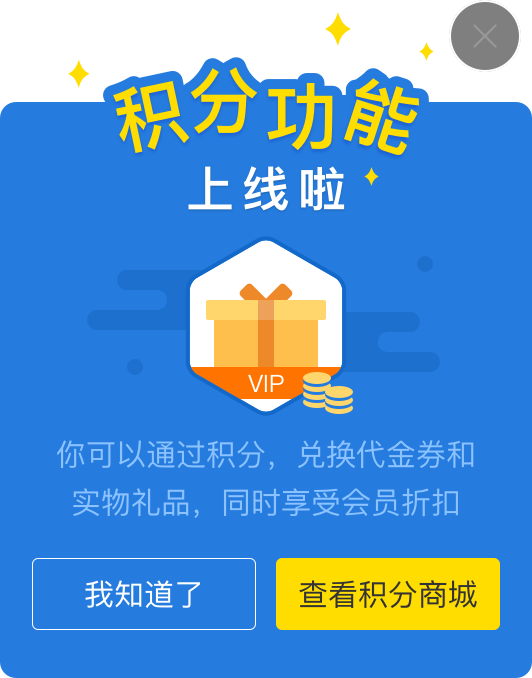 积分功能
上线啦
VIP
你可以通过积分，兑换代金券和
实物礼品，同时享受会员折扣
我知道了
查看积分商城